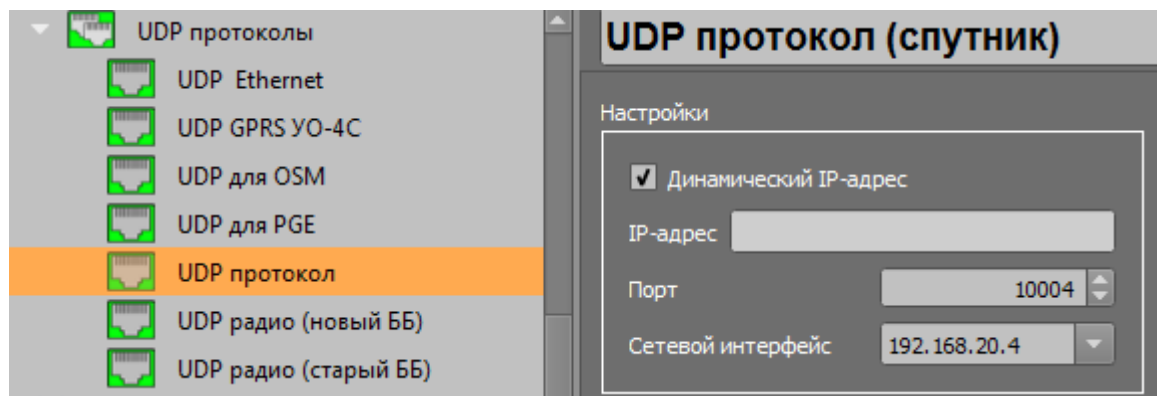 UDP протоколы
UDP Ethernet
UDP GPRS УО-4С
UDP для OSM
UDP для PGE
UDP протокол
UDP радио (новый ББ)
UDP радио (старый ББ)
UDP протокол (спутник)
Настройки
Динамический IP-адрес
IP-адрес
Порт 10004
Сетевой интерфейс 192.168.20.4